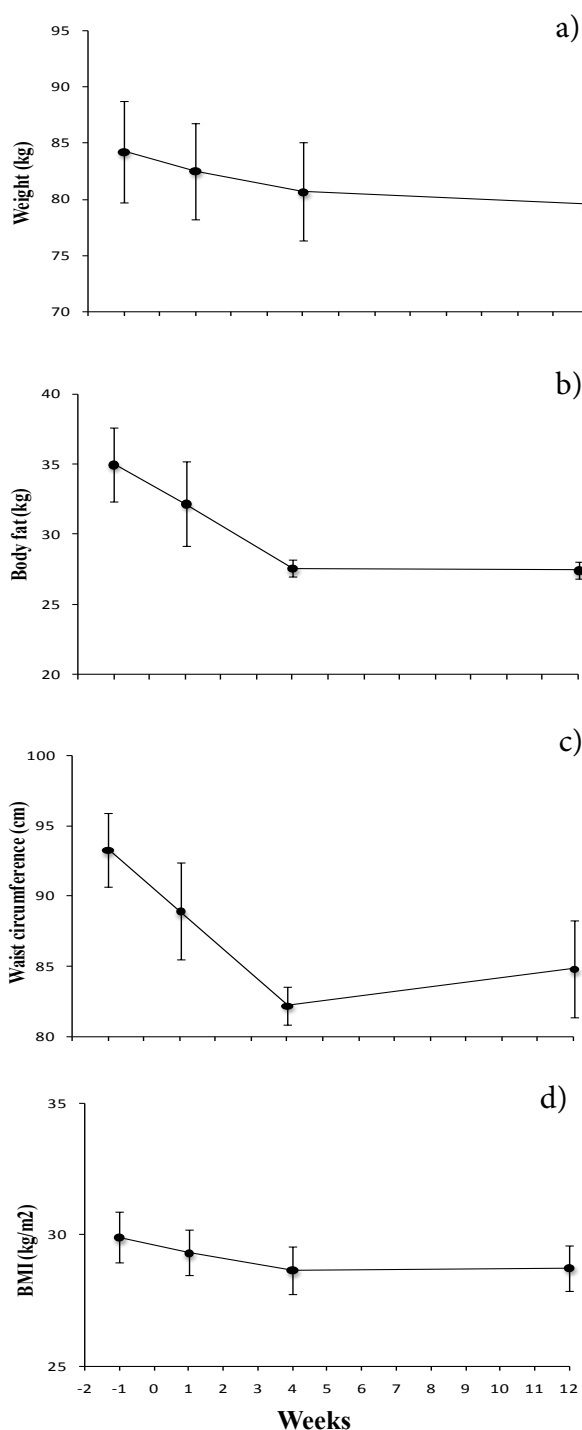 a)
95
90
85
80
75
70
Weight (kg)
b)
40
35
30
25
20
Body fat (kg)
c)
100
95
90
85
80
Waist circumference (cm)
d)
35
30
25
BMI (kg/m2)
-2 -1 0 1 2 3 4 5 6 7 8 9 10 11 12
Weeks